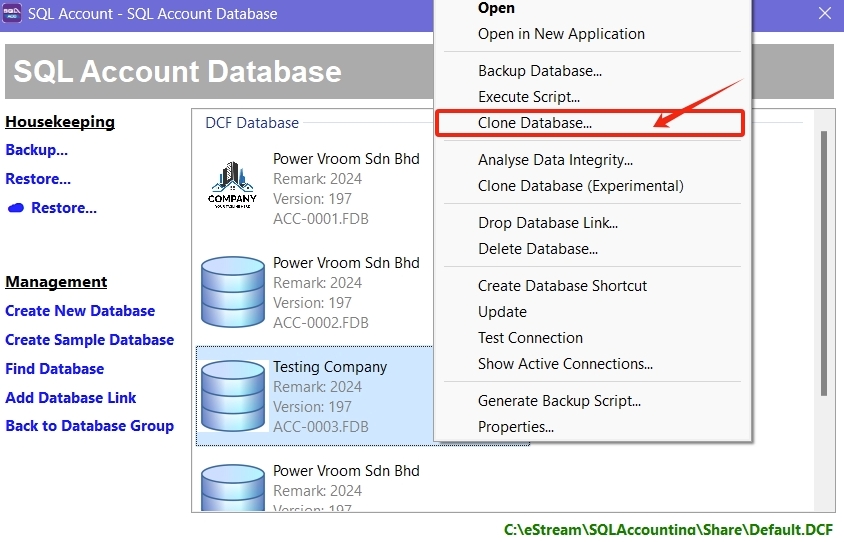 SQL Account - SQL Account Database
SQL Account Database
Housekeeping
Backup...
Restore...
Restore...
Management
Create New Database
Create Sample Database
Find Database
Add Database Link
Back to Database Group
DCF Database
COMPANY
Power Vroom Sdn Bhd
Remark: 2024
Version: 197
ACC-0001.FDB
Power Vroom Sdn Bhd
Remark: 2024
Version: 197
ACC-0002.FDB
Testing Company
Remark: 2024
Version: 197
ACC-0003.FDB
Power Vroom Sdn Bhd
Remark: 2024
Version: 197
Open
Open in New Application
Backup Database...
Execute Script...
Clone Database...
Analyse Data Integrity...
Clone Database (Experimental)
Drop Database Link...
Delete Database...
Create Database Shortcut
Update
Test Connection
Show Active Connections...
Generate Backup Script...
Properties...
C:\eStream\SQLAccounting\Share\Default.DCF